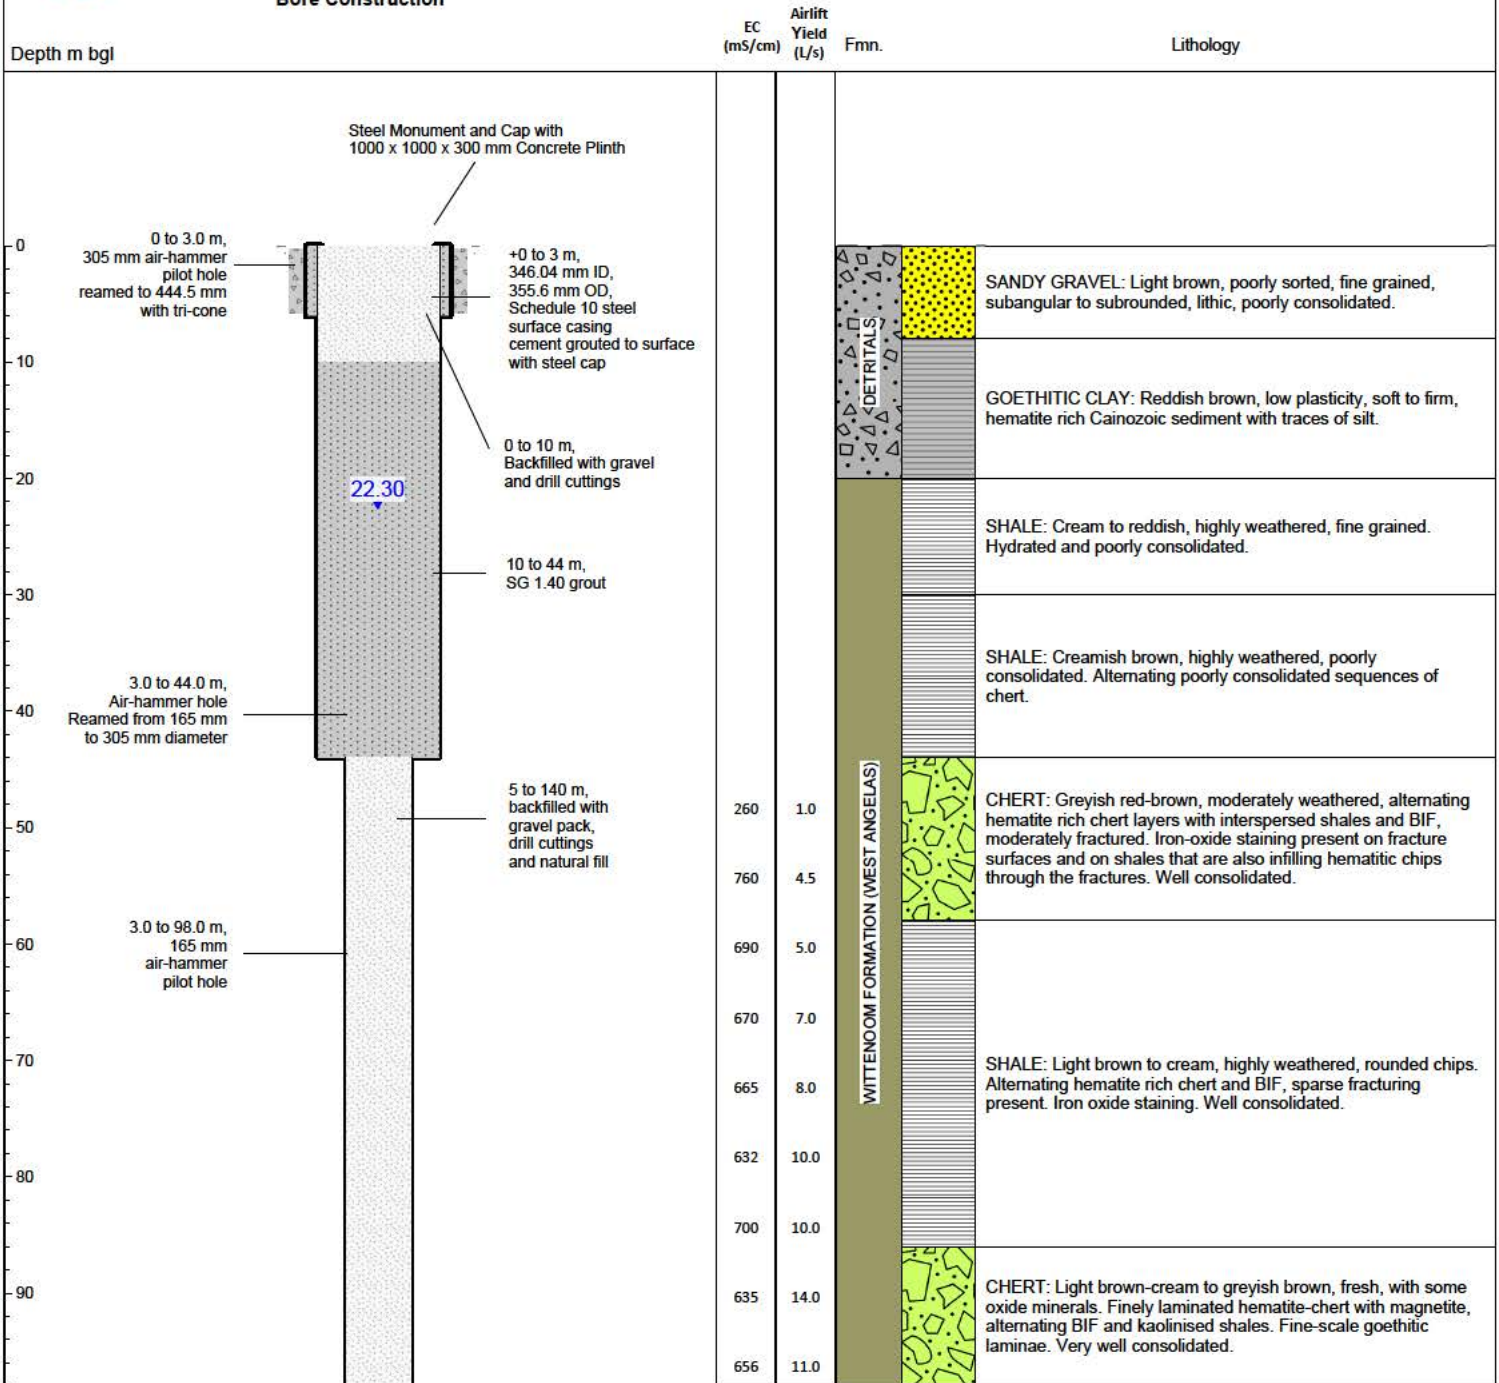 Bore Construction
Depth m bgl
EC
(mS/cm)
Airlift
Yield
(L/s)
Fmn.
Lithology
Steel Monument and Cap with
1000 x 1000 x 300 mm Concrete Plinth
0 to 3.0 m,
305 mm air-hammer
pilot hole
reamed to 444.5 mm
with tri-cone
+0 to 3 m,
346.04 mm ID,
355.6 mm OD,
Schedule 10 steel
surface casing
cement grouted to surface
with steel cap
0 to 10 m,
Backfilled with gravel
and drill cuttings
22.30
10 to 44 m,
SG 1.40 grout
3.0 to 44.0 m,
Air-hammer hole
Reamed from 165 mm
to 305 mm diameter
5 to 140 m,
backfilled with
gravel pack,
drill cuttings
and natural fill
3.0 to 98.0 m,
165 mm
air-hammer
pilot hole
0
10
20
30
40
50
60
70
80
90
260 1.0
760 4.5
690 5.0
670 7.0
665 8.0
632 10.0
700 10.0
635 14.0
656 11.0
DETRITALS
WITTENOOM FORMATION (WEST ANGELAS)
SANDY GRAVEL: Light brown, poorly sorted, fine grained,
subangular to subrounded, lithic, poorly consolidated.
GOETHITIC CLAY: Reddish brown, low plasticity, soft to firm,
hematite rich Cainozoic sediment with traces of silt.
SHALE: Cream to reddish, highly weathered, fine grained.
Hydrated and poorly consolidated.
SHALE: Creamish brown, highly weathered, poorly
consolidated. Alternating poorly consolidated sequences of
chert.
CHERT: Greyish red-brown, moderately weathered, alternating
hematite rich chert layers with interspersed shales and BIF,
moderately fractured. Iron-oxide staining present on fracture
surfaces and on shales that are also infilling hematitic chips
through the fractures. Well consolidated.
SHALE: Light brown to cream, highly weathered, rounded chips.
Alternating hematite rich chert and BIF, sparse fracturing
present. Iron oxide staining. Well consolidated.
CHERT: Light brown-cream to greyish brown, fresh, with some
oxide minerals. Finely laminated hematite-chert with magnetite,
alternating BIF and kaolinised shales. Fine-scale goethitic
laminae. Very well consolidated.